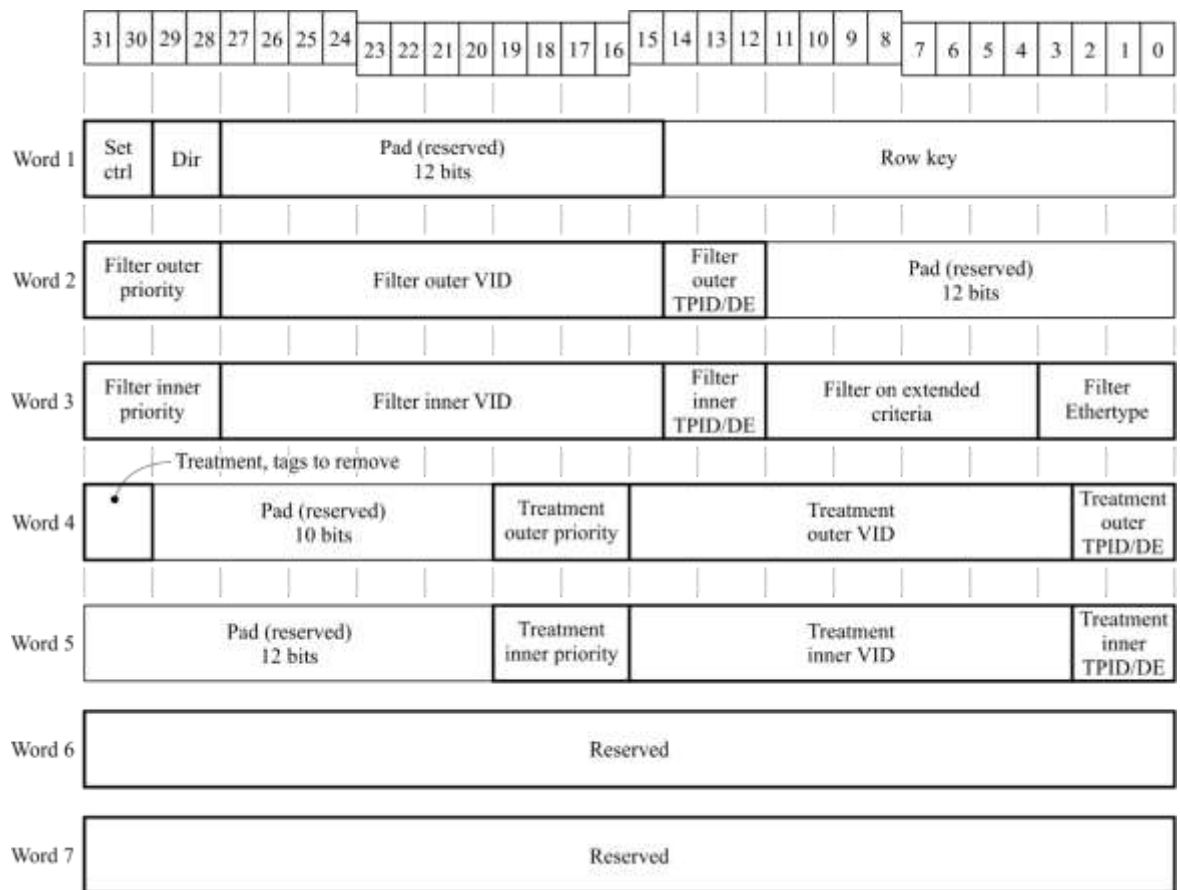 31 30 29 28 27 26 25 24 23 22 21 20 19 18 17 16 15 14 13 12 11 10 9 8 7 6 5 4 3 2 1 0
Word 1
Set
ctrl
Dir
Pad (reserved)
12 bits
Row key
Word 2
Filter outer
priority
Filter outer VID
Filter
outer
TPID/DE
Pad (reserved)
12 bits
Word 3
Filter inner
priority
Filter inner VID
Filter
inner
TPID/DE
Filter on extended
criteria
Filter
Ethertype
Treatment, tags to remove
Word 4
Pad (reserved)
10 bits
Treatment
outer priority
Treatment
outer VID
Treatment
outer
TPID/DE
Word 5
Pad (reserved)
12 bits
Treatment
inner priority
Treatment
inner VID
Treatment
inner
TPID/DE
Word 6
Reserved
Word 7
Reserved